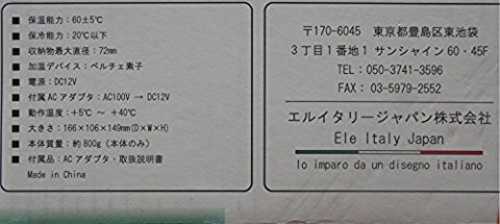 ■ 保温能力：60±5℃
■ 保冷能力：20℃以下
■ 収納物最大直径：72mm
■ 加温デバイス：ペルチェ素子
■ 電源：DC12V
■ 付属ACアダプタ：AC100V → DC12V
■ 動作温度：+5℃ ～ +40℃
■ 大きさ：166×106×149mm(D×W×H)
■ 本体質量：約800g（本体のみ）
■ 付属品：ACアダプタ・取扱説明書
Made in China
〒170-6045 東京都豊島区東池袋
3丁目1番地1 サンシャイン60・45F
TEL：050-3741-3596
FAX：03-5979-2552
エルイタリージャパン株式会社
Ele Italy Japan
Io imparo da un disegno italiano